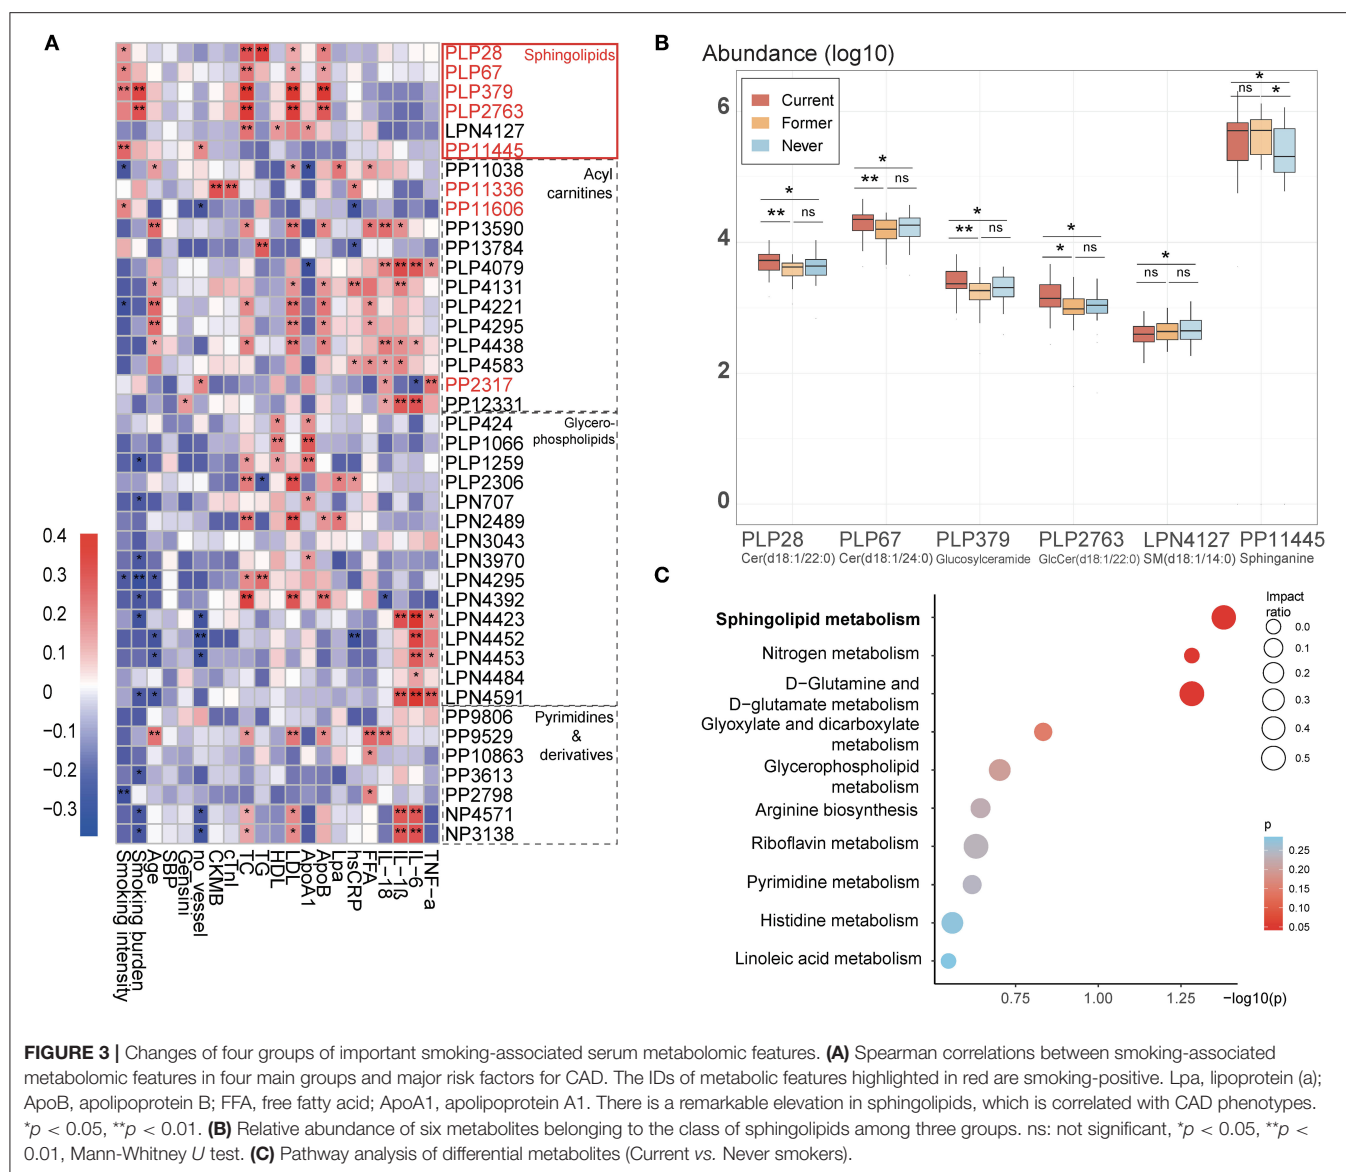 A
PLP28
Sphingolipids
PLP67
PLP379
PLP2763
LPN4127
PP11445
PP11038
Acyl
carnitines
PP11336
PP11606
PP13590
PP13784
PLP4079
PLP4131
PLP4221
PLP4295
PLP4438
PLP4583
PP2317
PP12331
PLP424
Glycero-
phospholipids
PLP1066
PLP1259
PLP2306
LPN707
LPN2489
LPN3043
LPN3970
LPN4295
LPN4392
LPN4423
LPN4452
LPN4453
LPN4484
LPN4591
PP9806
Pyrimidines
&
derivatives
PP9529
PP10863
PP3613
PP2798
NP4571
NP3138
0.4
0.3
0.2
0.1
0
−0.1
−0.2
−0.3
Smoking intensity
Smoking burden
Age
SBP
Gensini
no_vessel
CKMB
cTnI
TC
TG
HDL
LDL
ApoA1
ApoB
Lpa
hsCRP
FFA
IL−18
IL−1ß
IL−6
TNF−a
B
Abundance (log10)
Current
Former
Never
6
4
2
0
* ** ns
* ** ns
* ** ns
* * ns
* ns ns
* ns *
PLP28
Cer(d18:1/22:0)
PLP67
Cer(d18:1/24:0)
PLP379
Glucosylceramide
PLP2763
GlcCer(d18:1/22:0)
LPN4127
SM(d18:1/14:0)
PP11445
Sphinganine
C
Sphingolipid metabolism
Nitrogen metabolism
D−Glutamine and
D−glutamate metabolism
Glyoxylate and dicarboxylate
metabolism
Glycerophospholipid
metabolism
Arginine biosynthesis
Riboflavin metabolism
Pyrimidine metabolism
Histidine metabolism
Linoleic acid metabolism
0.75
1.00
1.25
−log10(p)
Impact
ratio
0.0
0.1
0.2
0.3
0.4
0.5
p
0.25
0.20
0.15
0.10
0.05
FIGURE 3 | Changes of four groups of important smoking-associated serum metabolomic features. (A) Spearman correlations between smoking-associated
metabolomic features in four main groups and major risk factors for CAD. The IDs of metabolic features highlighted in red are smoking-positive. Lpa, lipoprotein (a);
ApoB, apolipoprotein B; FFA, free fatty acid; ApoA1, apolipoprotein A1. There is a remarkable elevation in sphingolipids, which is correlated with CAD phenotypes.
*p < 0.05, **p < 0.01. (B) Relative abundance of six metabolites belonging to the class of sphingolipids among three groups. ns: not significant, *p < 0.05, **p <
0.01, Mann-Whitney U test. (C) Pathway analysis of differential metabolites (Current vs. Never smokers).